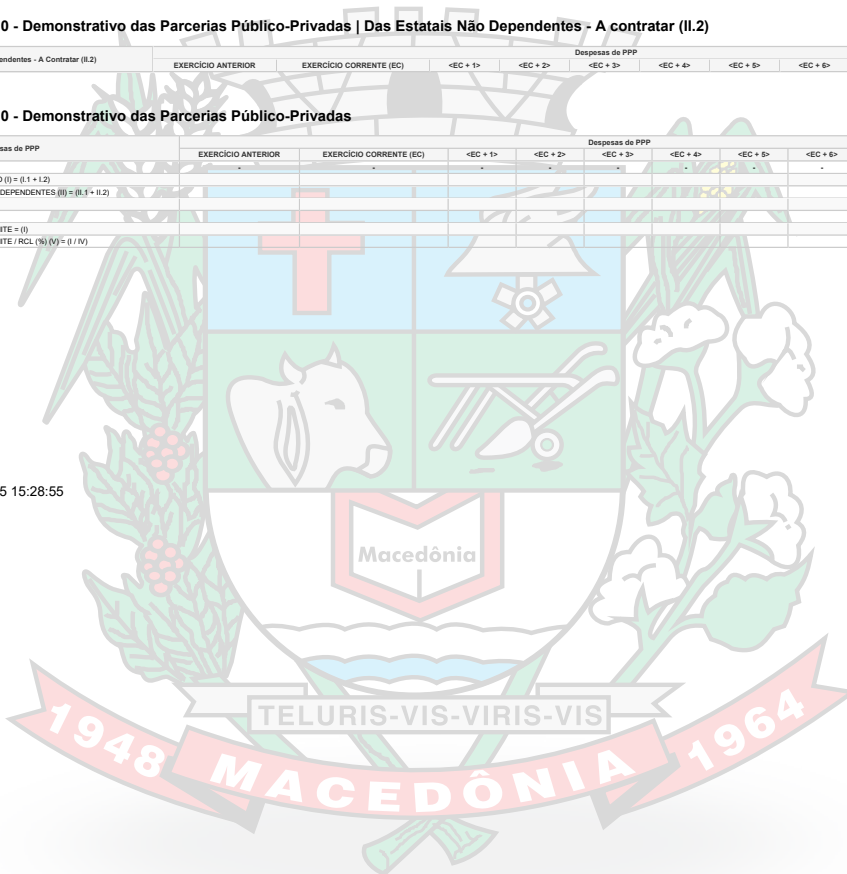 0 - Demonstrativo das Parcerias Público-Privadas | Das Estatais Não Dependentes - A contratar (II.2)
endentes - A Contratar (II.2)
Despesas de PPP
EXERCÍCIO ANTERIOR EXERCÍCIO CORRENTE (EC) <EC + 1> <EC + 2> <EC + 3> <EC + 4> <EC + 5> <EC + 6>
0 - Demonstrativo das Parcerias Público-Privadas
sas de PPP
Despesas de PPP
EXERCÍCIO ANTERIOR EXERCÍCIO CORRENTE (EC) <EC + 1> <EC + 2> <EC + 3> <EC + 4> <EC + 5> <EC + 6>
- - - - - - - -
O (I) = (I.1 + I.2)
DEPENDENTES (II) = (II.1 + II.2)
ITE = (I)
ITE / RCL (%) (V) = (I / IV)
5 15:28:55
Macedônia
TELURIS-VIS-VIRIS-VIS
1948 MACEDÔNIA 1964